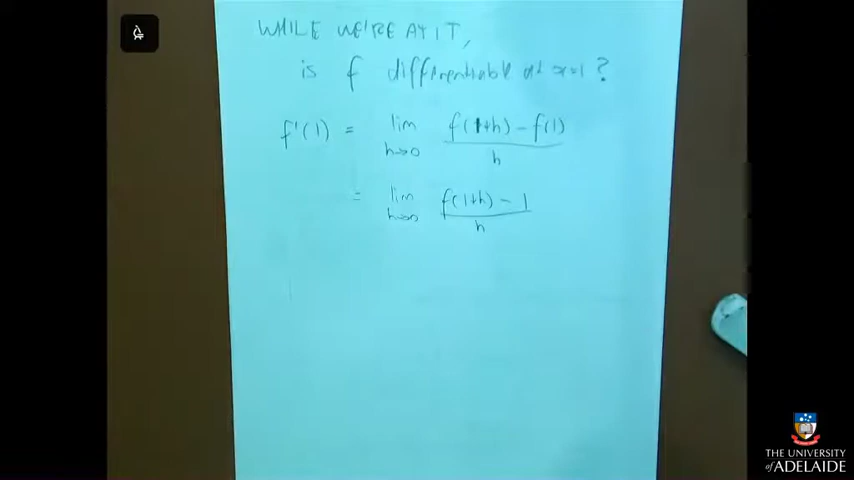 WHILE WE'RE AT IT,
is f differentiable at x=1 ?
f'(1) = lim h→0 f(1+h) - f(1) / h
= lim h→0 f(1+h) - 1 / h
THE UNIVERSITY
of ADELAIDE